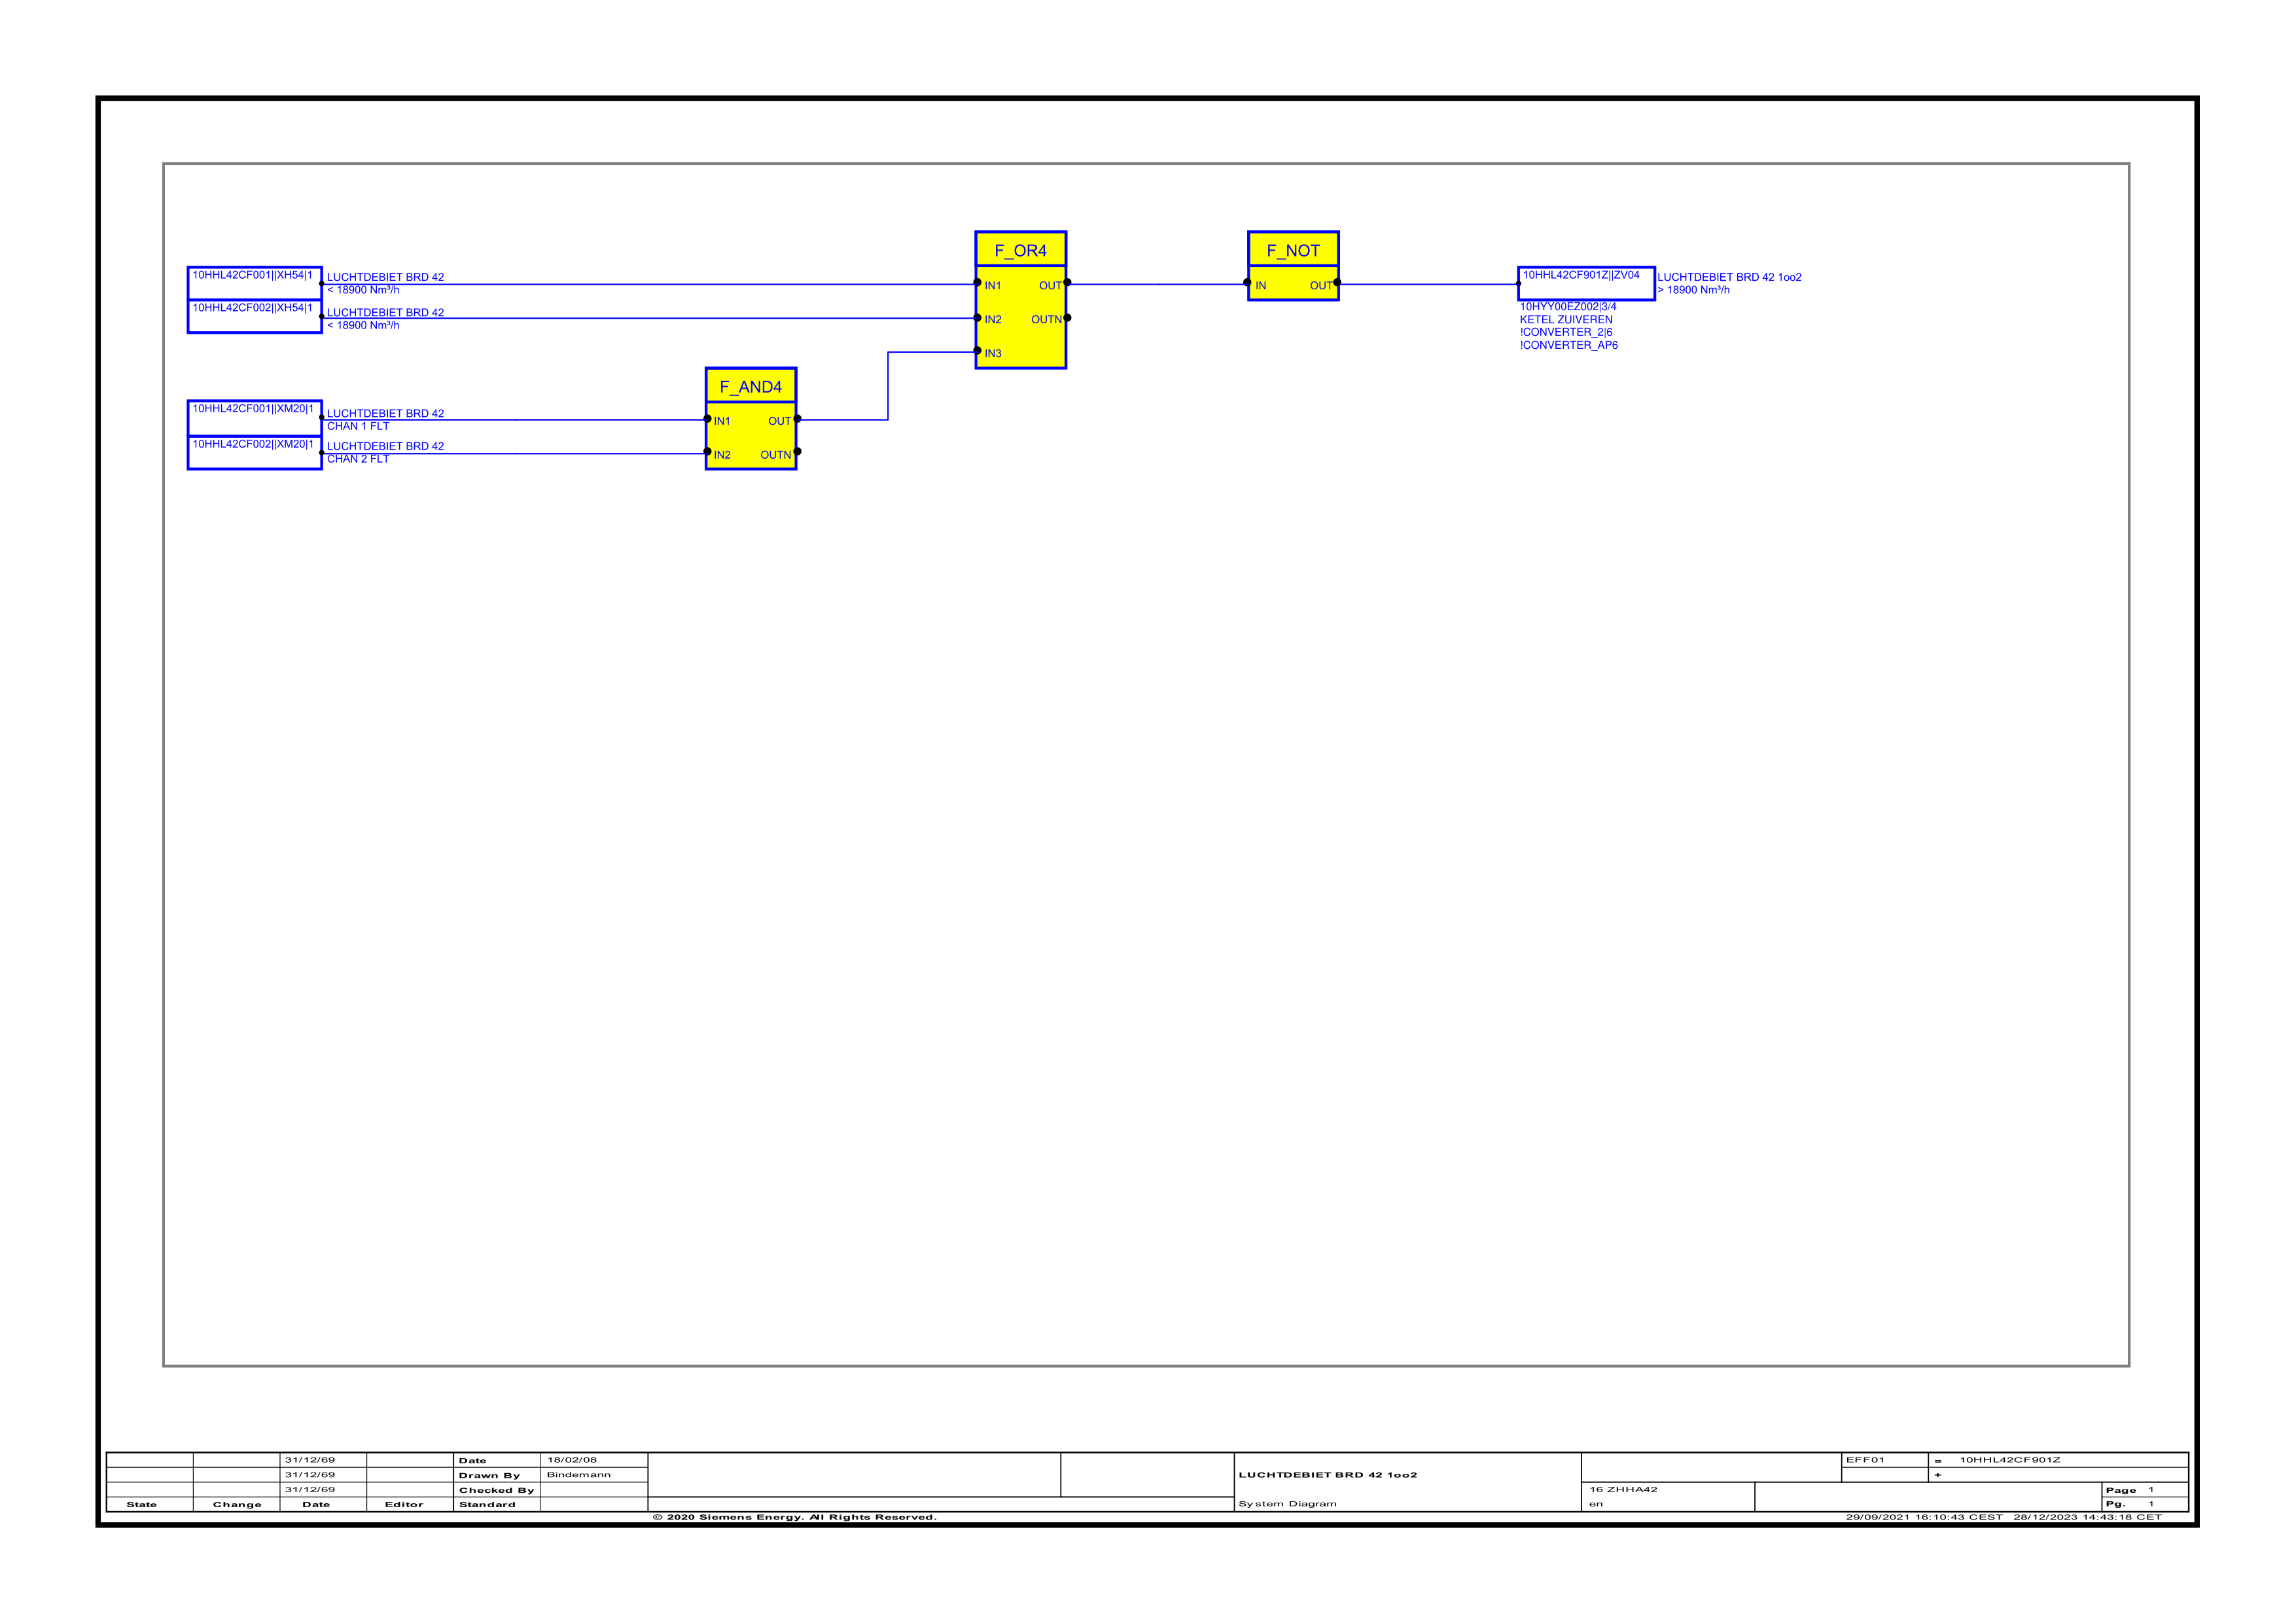 F_OR4
F_NOT
10HHL42CF001||XH54|1
LUCHTDEBIET BRD 42
< 18900 Nm³/h
10HHL42CF002||XH54|1
LUCHTDEBIET BRD 42
< 18900 Nm³/h
IN1 OUT
IN2 OUTN
IN3
IN OUT
10HHL42CF901Z||ZV04
LUCHTDEBIET BRD 42 1oo2
> 18900 Nm³/h
10HYY00EZ002|3/4
KETEL ZUIVEREN
!CONVERTER_2|6
!CONVERTER_AP6
F_AND4
10HHL42CF001||XM20|1
LUCHTDEBIET BRD 42
CHAN 1 FLT
10HHL42CF002||XM20|1
LUCHTDEBIET BRD 42
CHAN 2 FLT
IN1 OUT
IN2 OUTN
31/12/69 Date 18/02/08
31/12/69 Drawn By Bindemann
31/12/69 Checked By
State Change Date Editor Standard
LUCHTDEBIET BRD 42 1oo2
System Diagram
16 ZHHA42
en
EFF01 = 10HHL42CF901Z
+
Page 1
Pg. 1
© 2020 Siemens Energy. All Rights Reserved.
29/09/2021 16:10:43 CEST 28/12/2023 14:43:18 CET